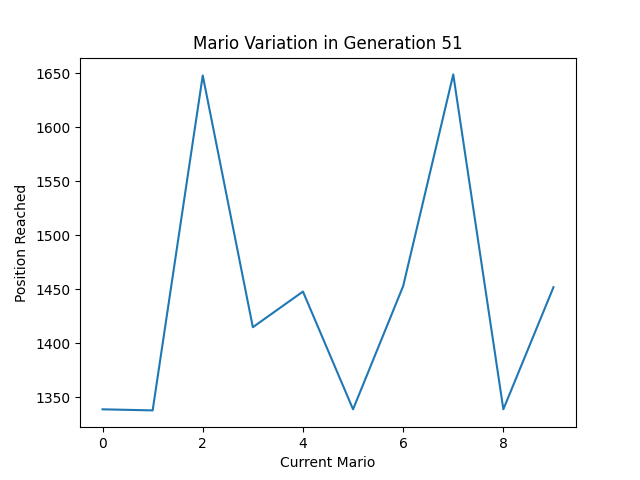 Mario Variation in Generation 51
1650
1600
1550
1500
1450
1400
1350
Position Reached
0 2 4 6 8
Current Mario